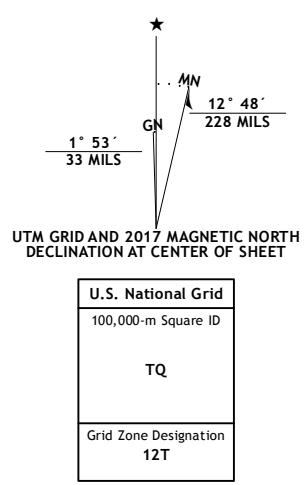 ★
MN
12° 48´
228 MILS
GN
1° 53´
33 MILS
UTM GRID AND 2017 MAGNETIC NORTH
DECLINATION AT CENTER OF SHEET
U.S. National Grid
100,000-m Square ID
TQ
Grid Zone Designation
12T